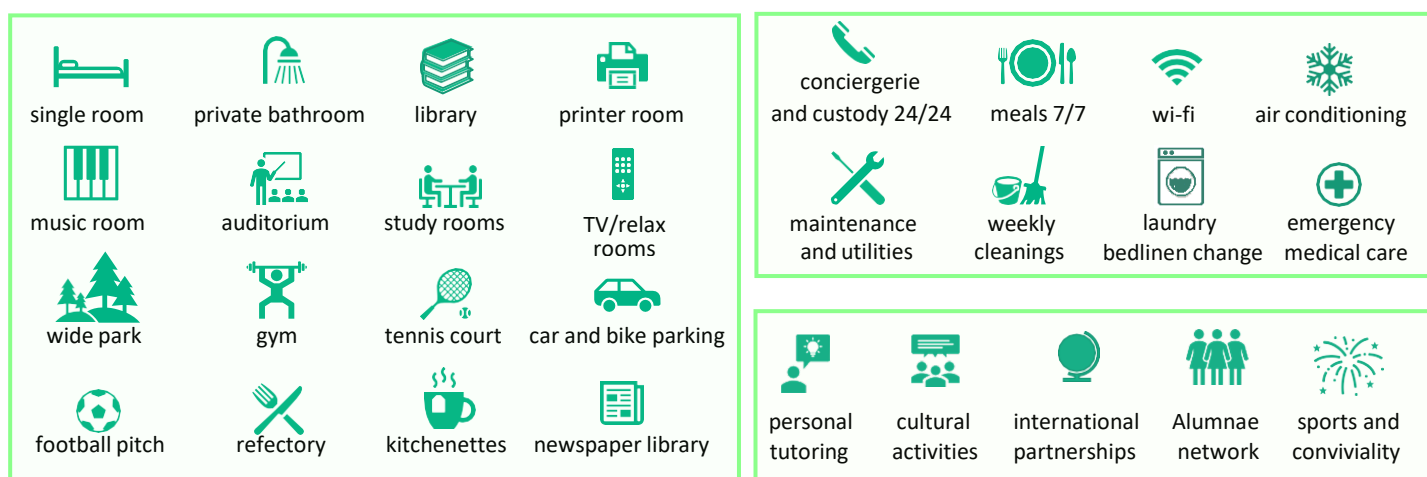 single room private bathroom library printer room
music room auditorium study rooms TV/relax
rooms
wide park gym tennis court car and bike parking
football pitch refectory kitchenettes newspaper library
conciergerie
and custody 24/24 meals 7/7 wi-fi air conditioning
maintenance weekly laundry emergency
and utilities cleanings bedlinen change medical care
personal cultural international Alumnae sports and
tutoring activities partnerships network conviviality